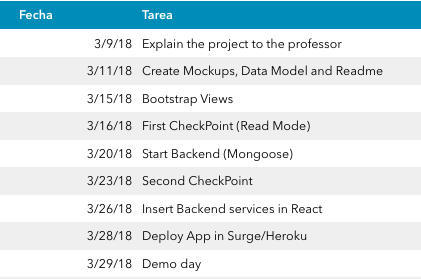 Fecha Tarea
3/9/18 Explain the project to the professor
3/11/18 Create Mockups, Data Model and Readme
3/15/18 Bootstrap Views
3/16/18 First CheckPoint (Read Mode)
3/20/18 Start Backend (Mongoose)
3/23/18 Second CheckPoint
3/26/18 Insert Backend services in React
3/28/18 Deploy App in Surge/Heroku
3/29/18 Demo day